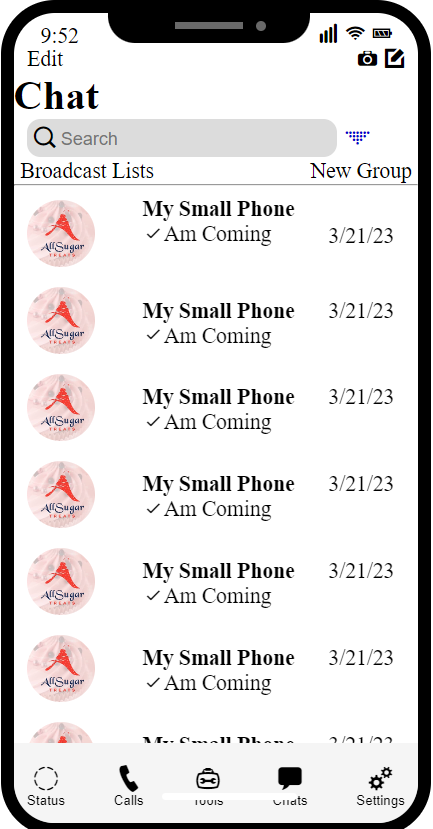 9:52
Edit
Chat
Search
Broadcast Lists New Group
My Small Phone
Am Coming 3/21/23
AllSugar
TREATS
My Small Phone 3/21/23
Am Coming
AllSugar
TREATS
My Small Phone 3/21/23
Am Coming
AllSugar
TREATS
My Small Phone 3/21/23
Am Coming
AllSugar
TREATS
My Small Phone 3/21/23
Am Coming
AllSugar
TREATS
My Small Phone 3/21/23
Am Coming
AllSugar
TREATS
My Small Phone 3/21/23
Status Calls Tools Chats Settings